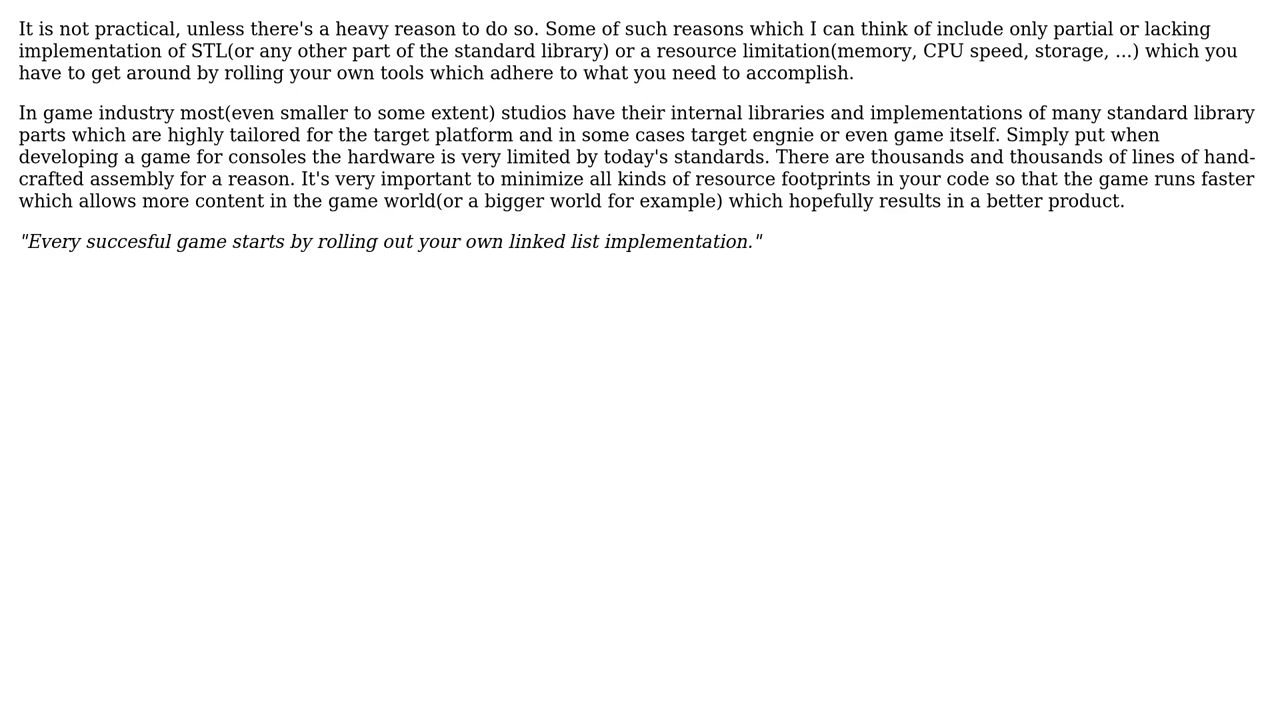 It is not practical, unless there's a heavy reason to do so. Some of such reasons which I can think of include only partial or lacking
implementation of STL(or any other part of the standard library) or a resource limitation(memory, CPU speed, storage, ...) which you
have to get around by rolling your own tools which adhere to what you need to accomplish.
In game industry most(even smaller to some extent) studios have their internal libraries and implementations of many standard library
parts which are highly tailored for the target platform and in some cases target engnie or even game itself. Simply put when
developing a game for consoles the hardware is very limited by today's standards. There are thousands and thousands of lines of hand-
crafted assembly for a reason. It's very important to minimize all kinds of resource footprints in your code so that the game runs faster
which allows more content in the game world(or a bigger world for example) which hopefully results in a better product.
"Every succesful game starts by rolling out your own linked list implementation."